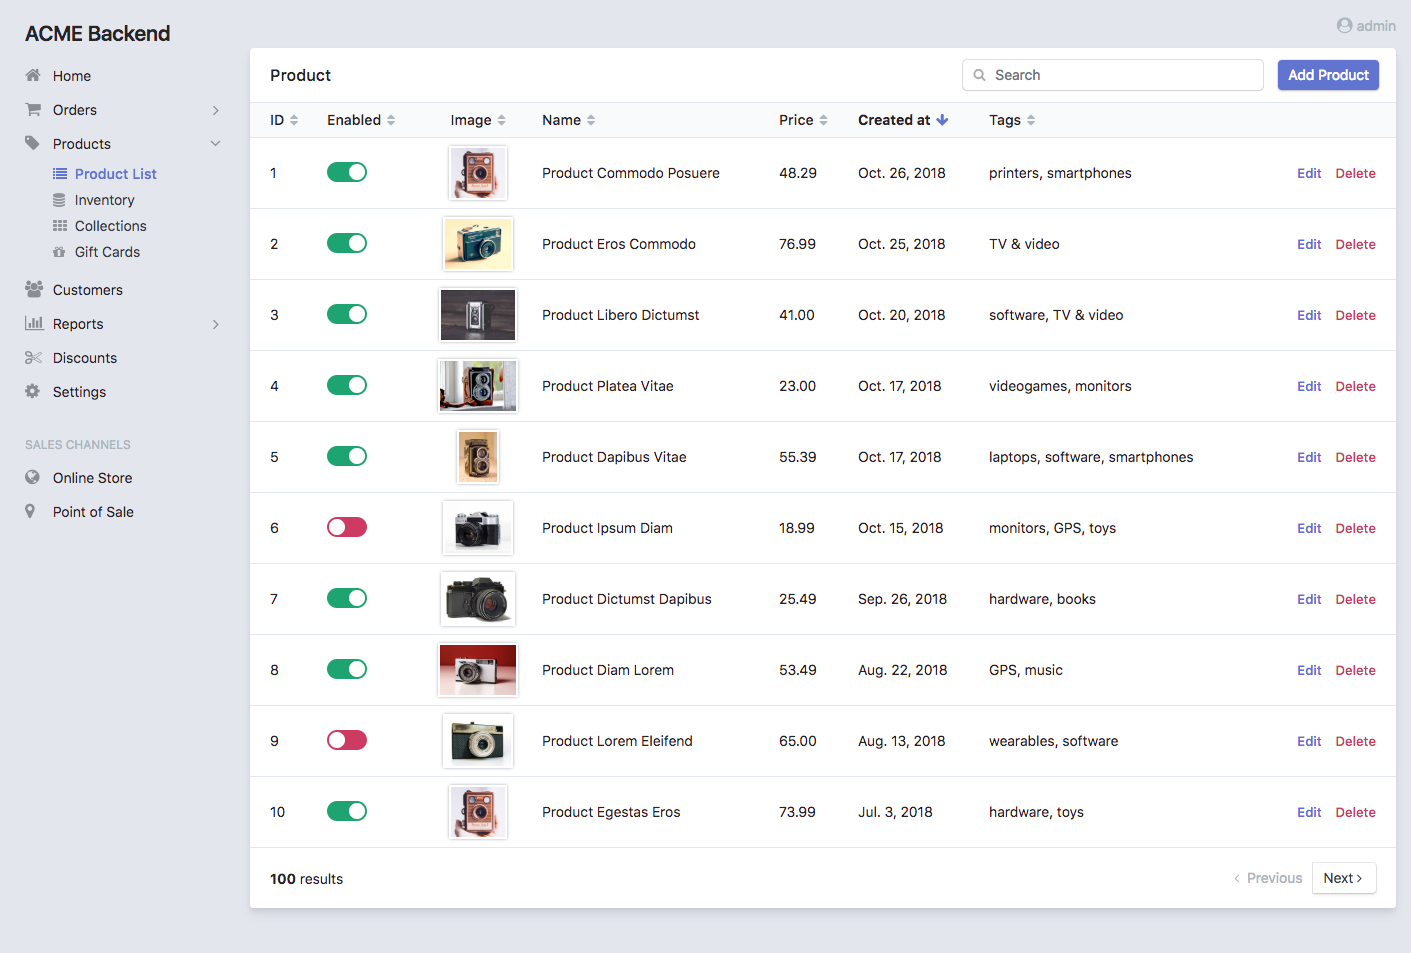 ACME Backend
admin
Home
Orders
Products
Product List
Inventory
Collections
Gift Cards
Customers
Reports
Discounts
Settings
SALES CHANNELS
Online Store
Point of Sale
Product Search Add Product
ID Enabled Image Name Price Created at Tags
1 Product Commodo Posuere 48.29 Oct. 26, 2018 printers, smartphones Edit Delete
2 Product Eros Commodo 76.99 Oct. 25, 2018 TV & video Edit Delete
3 Product Libero Dictumst 41.00 Oct. 20, 2018 software, TV & video Edit Delete
4 Product Platea Vitae 23.00 Oct. 17, 2018 videogames, monitors Edit Delete
5 Product Dapibus Vitae 55.39 Oct. 17, 2018 laptops, software, smartphones Edit Delete
6 Product Ipsum Diam 18.99 Oct. 15, 2018 monitors, GPS, toys Edit Delete
7 Product Dictumst Dapibus 25.49 Sep. 26, 2018 hardware, books Edit Delete
8 Product Diam Lorem 53.49 Aug. 22, 2018 GPS, music Edit Delete
9 Product Lorem Eleifend 65.00 Aug. 13, 2018 wearables, software Edit Delete
10 Product Egestas Eros 73.99 Jul. 3, 2018 hardware, toys Edit Delete
100 results Previous Next